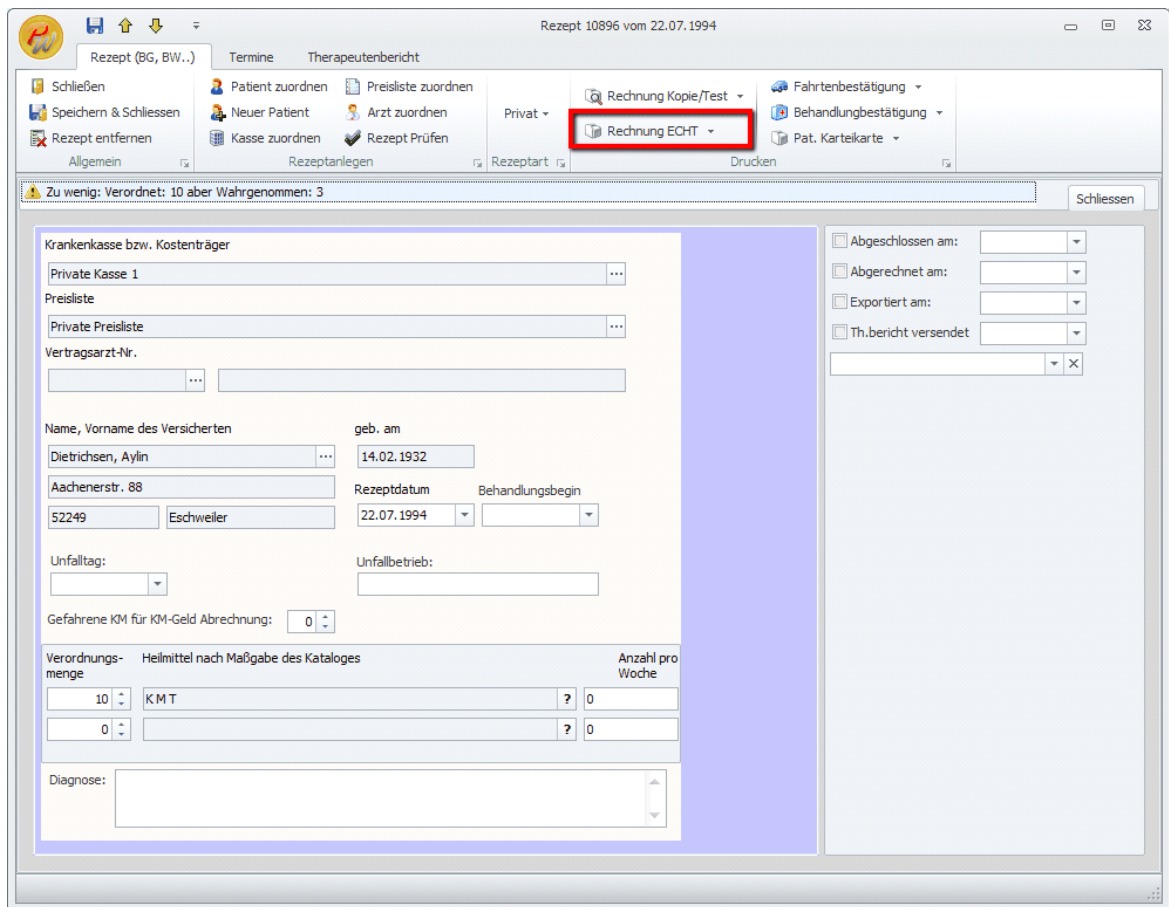 Rezept 10896 vom 22.07.1994
Rezept (BG, BW..) Termine Therapeutenbericht
Schließen Patient zuordnen Preisliste zuordnen Rechnung Kopie/Test Fahrtenbestätigung
Speichern & Schliessen Neuer Patient Arzt zuordnen Privat Behandlungbestätigung
Rezept entfernen Kasse zuordnen Rezept Prüfen Rechnung ECHT Pat. Karteikarte
Allgemein Rezeptanlegen Rezeptart Drucken
Zu wenig: Verordnet: 10 aber Wahrgenommen: 3
Schliessen
Krankenkasse bzw. Kostenträger
Private Kasse 1
Preisliste
Private Preisliste
Vertragsarzt-Nr.
Name, Vorname des Versicherten geb. am
Dietrichsen, Aylin 14.02.1932
Aachenerstr. 88 Rezeptdatum Behandlungsbegin
52249 Eschweiler 22.07.1994
Unfalltag: Unfallbetrieb:
Gefahrene KM für KM-Geld Abrechnung: 0
Verordnungs-menge Heilmittel nach Maßgabe des Kataloges Anzahl pro Woche
10 K M T ? 0
0 ? 0
Diagnose:
Abgeschlossen am:
Abgerechnet am:
Exportiert am:
Th.bericht versendet